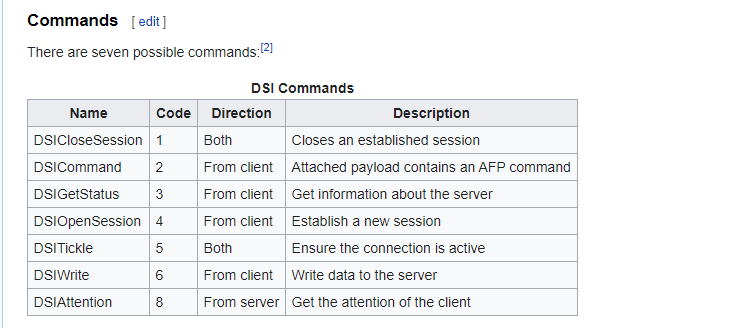 Commands [ edit ]
There are seven possible commands:[2]
DSI Commands
Name Code Direction Description
DSICloseSession 1 Both Closes an established session
DSICommand 2 From client Attached payload contains an AFP command
DSIGetStatus 3 From client Get information about the server
DSIOpenSession 4 From client Establish a new session
DSITickle 5 Both Ensure the connection is active
DSIWrite 6 From client Write data to the server
DSIAttention 8 From server Get the attention of the client